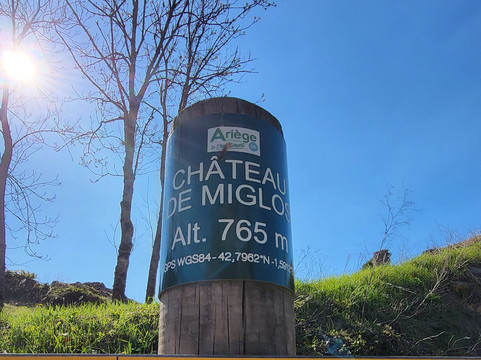 Ariège
CHÂTEAU
DE MIGLOS
Alt. 765 m
GPS WGS84 - 42,7962°N -1,59